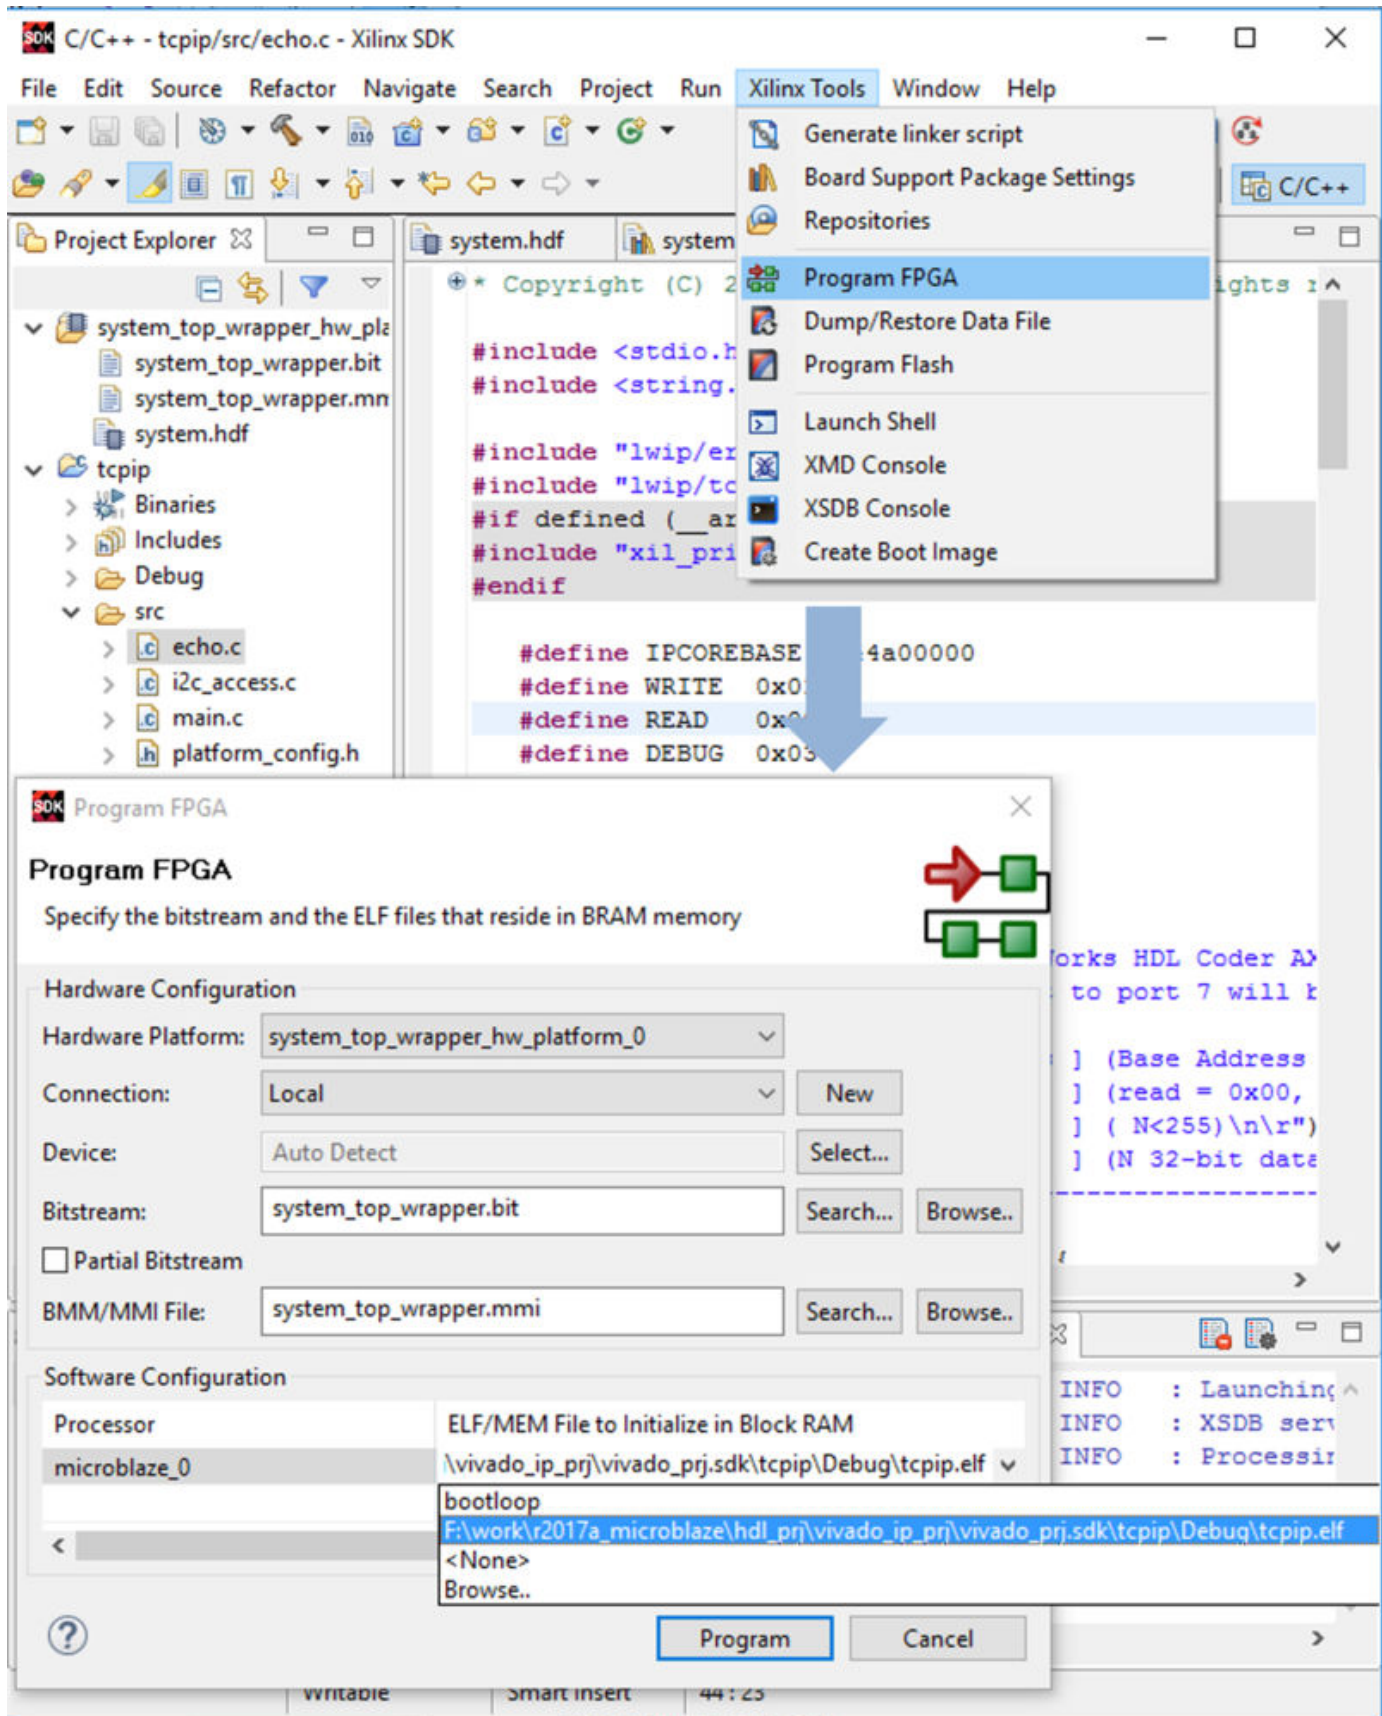 SDK C/C++ - tcpip/src/echo.c - Xilinx SDK
File Edit Source Refactor Navigate Search Project Run Xilinx Tools Window Help
Generate linker script
Board Support Package Settings
Repositories
Program FPGA
Dump/Restore Data File
Program Flash
Launch Shell
XMD Console
XSDB Console
Create Boot Image
C/C++
Project Explorer
system_top_wrapper_hw_pla
system_top_wrapper.bit
system_top_wrapper.mm
system.hdf
tcpip
Binaries
Includes
Debug
src
echo.c
i2c_access.c
main.c
platform_config.h
system.hdf system
* Copyright (C) 2 ights r
#include <stdio.h
#include <string.
#include "lwip/er
#include "lwip/tc
#if defined (__ar
#include "xil_pri
#endif
#define IPCOREBASE 4a00000
#define WRITE 0x0
#define READ 0x0
#define DEBUG 0x03
orks HDL Coder AX
to port 7 will b
] (Base Address
] (read = 0x00,
] ( N<255)\n\r")
] (N 32-bit data
-----------------
INFO : Launching
INFO : XSDB serv
INFO : Processin
SDK Program FPGA
Program FPGA
Specify the bitstream and the ELF files that reside in BRAM memory
Hardware Configuration
Hardware Platform: system_top_wrapper_hw_platform_0
Connection: Local New
Device: Auto Detect Select...
Bitstream: system_top_wrapper.bit Search... Browse..
Partial Bitstream
BMM/MMI File: system_top_wrapper.mmi Search... Browse..
Software Configuration
Processor ELF/MEM File to Initialize in Block RAM
microblaze_0 \vivado_ip_prj\vivado_prj.sdk\tcpip\Debug\tcpip.elf
bootloop
F:\work\r2017a_microblaze\hdl_prj\vivado_ip_prj\vivado_prj.sdk\tcpip\Debug\tcpip.elf
<None>
Browse..
? Program Cancel
Writable Smart Insert 44 : 23